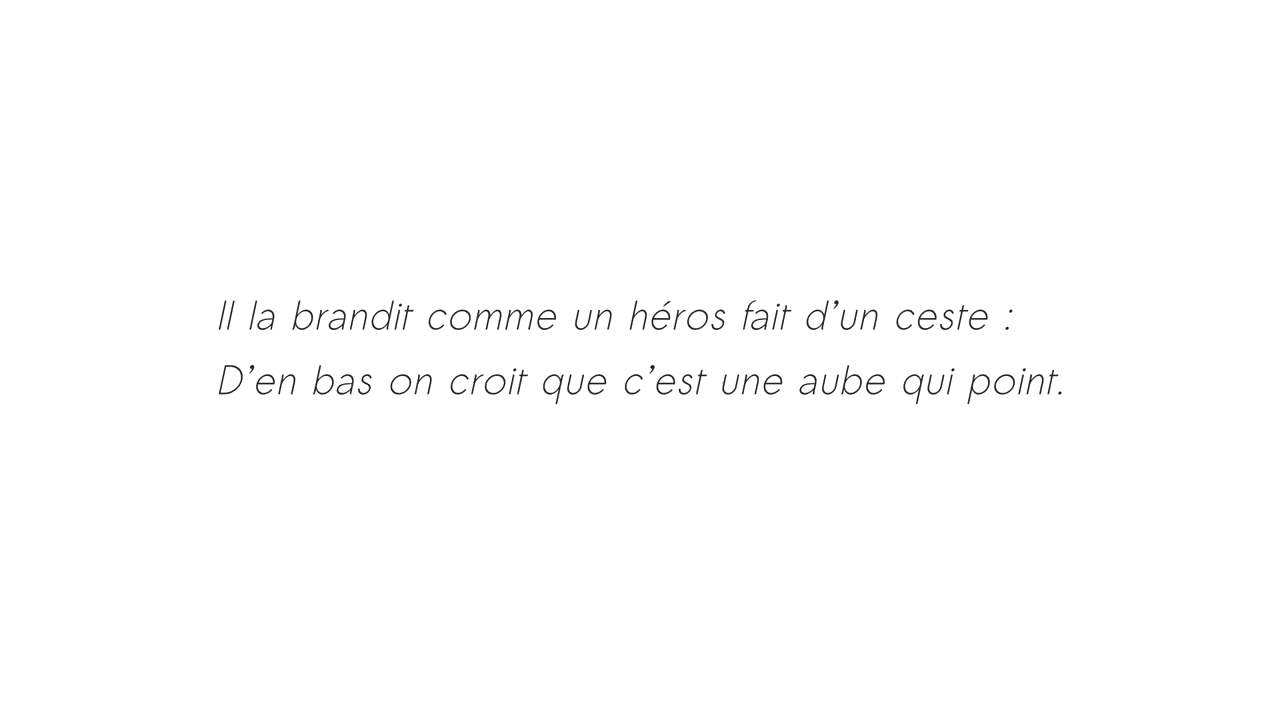 Il la brandit comme un héros fait d’un ceste :
D’en bas on croit que c’est une aube qui point.